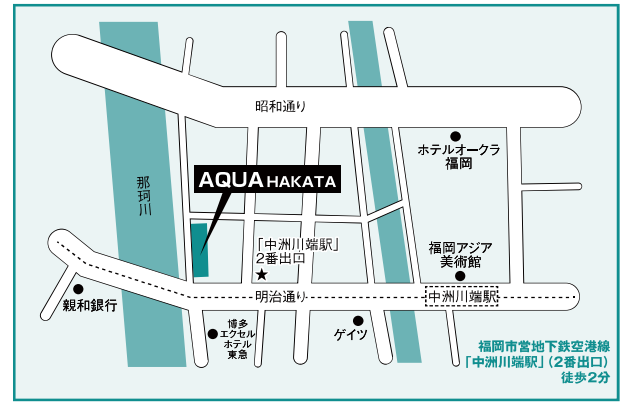 昭和通り
ホテルオークラ
福岡
那珂川
AQUA HAKATA
「中洲川端駅」
2番出口
★
福岡アジア
美術館
親和銀行
明治通り
中洲川端駅
博多
エクセル
ホテル
東急
ゲイツ
福岡市営地下鉄空港線
「中洲川端駅」(2番出口)
徒歩2分